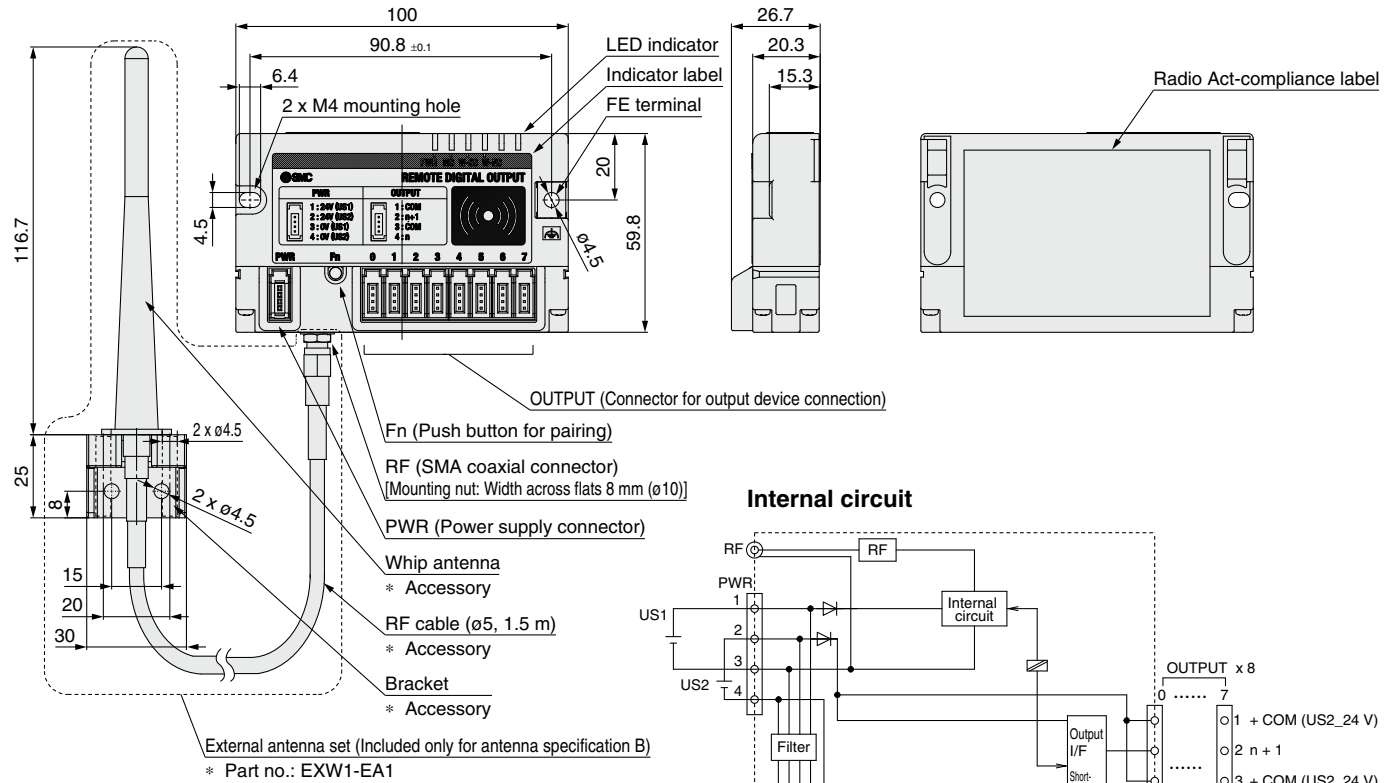 100
90.8 ±0.1
6.4
2 x M4 mounting hole
LED indicator
Indicator label
FE terminal
26.7
20.3
15.3
Radio Act-compliance label
116.7
4.5
20
59.8
ø4.5
SMC
REMOTE DIGITAL OUTPUT
PWR
1 : 24V (US1)
2 : 24V (US2)
3 : 0V (US1)
4 : 0V (US2)
OUTPUT
1 : COM
2 : n+1
3 : COM
4 : n
PWR Fn 0 1 2 3 4 5 6 7
OUTPUT (Connector for output device connection)
Fn (Push button for pairing)
RF (SMA coaxial connector)
[Mounting nut: Width across flats 8 mm (ø10)]
PWR (Power supply connector)
Whip antenna
* Accessory
RF cable (ø5, 1.5 m)
* Accessory
Bracket
* Accessory
External antenna set (Included only for antenna specification B)
* Part no.: EXW1-EA1
2 x ø4.5
25
8
2 x ø4.5
15
20
30
Internal circuit
RF
RF
PWR
US1
1
2
3
US2
4
Internal
circuit
Filter
Output
I/F
Short-
OUTPUT x 8
0 ...... 7
1 + COM (US2_24 V)
2 n + 1
......
3 + COM (US2_24 V)